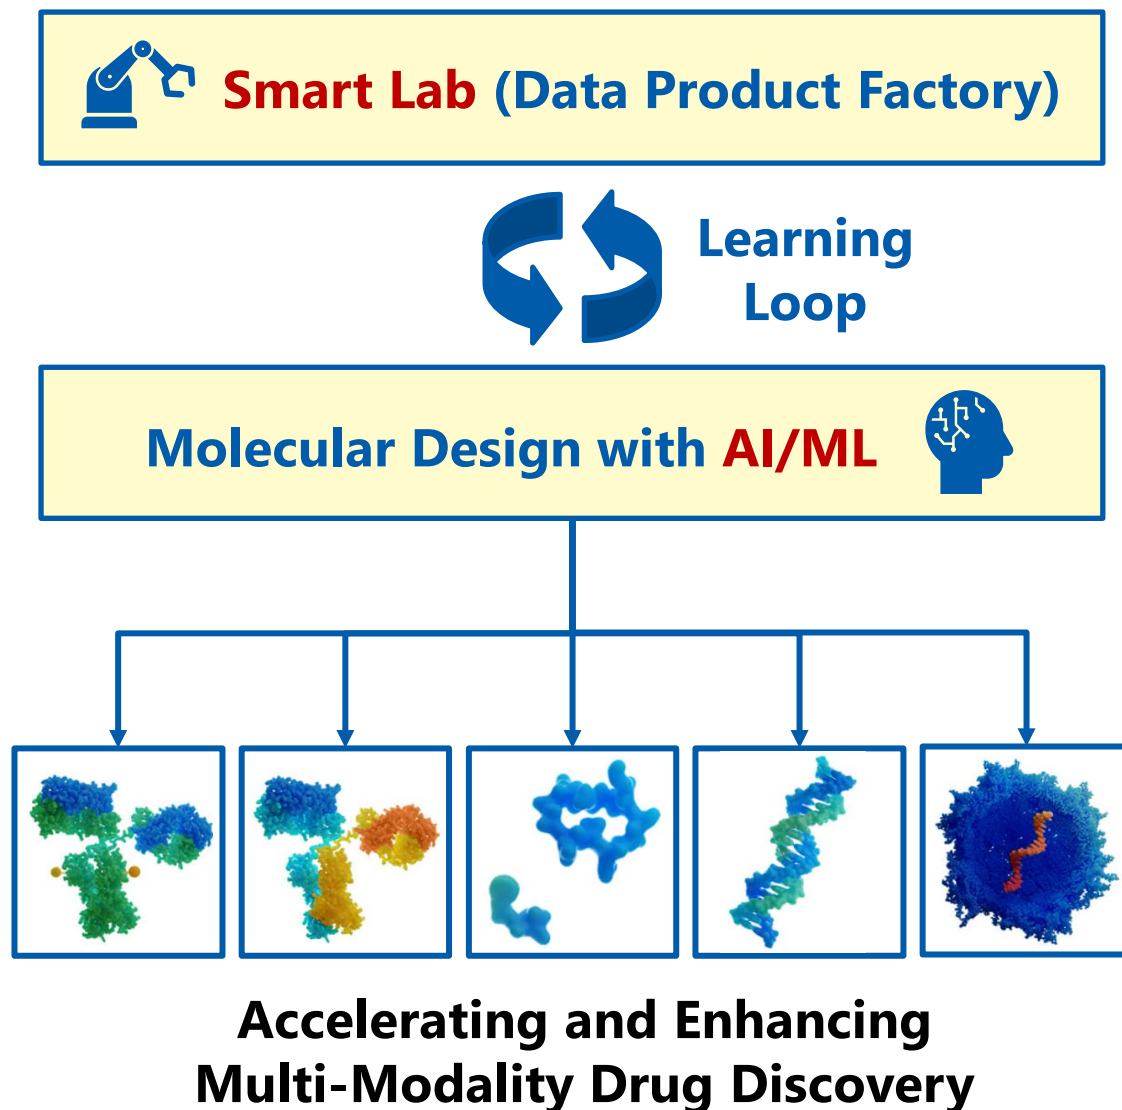 Smart Lab (Data Product Factory)
Learning
Loop
Molecular Design with AI/ML
Accelerating and Enhancing
Multi-Modality Drug Discovery